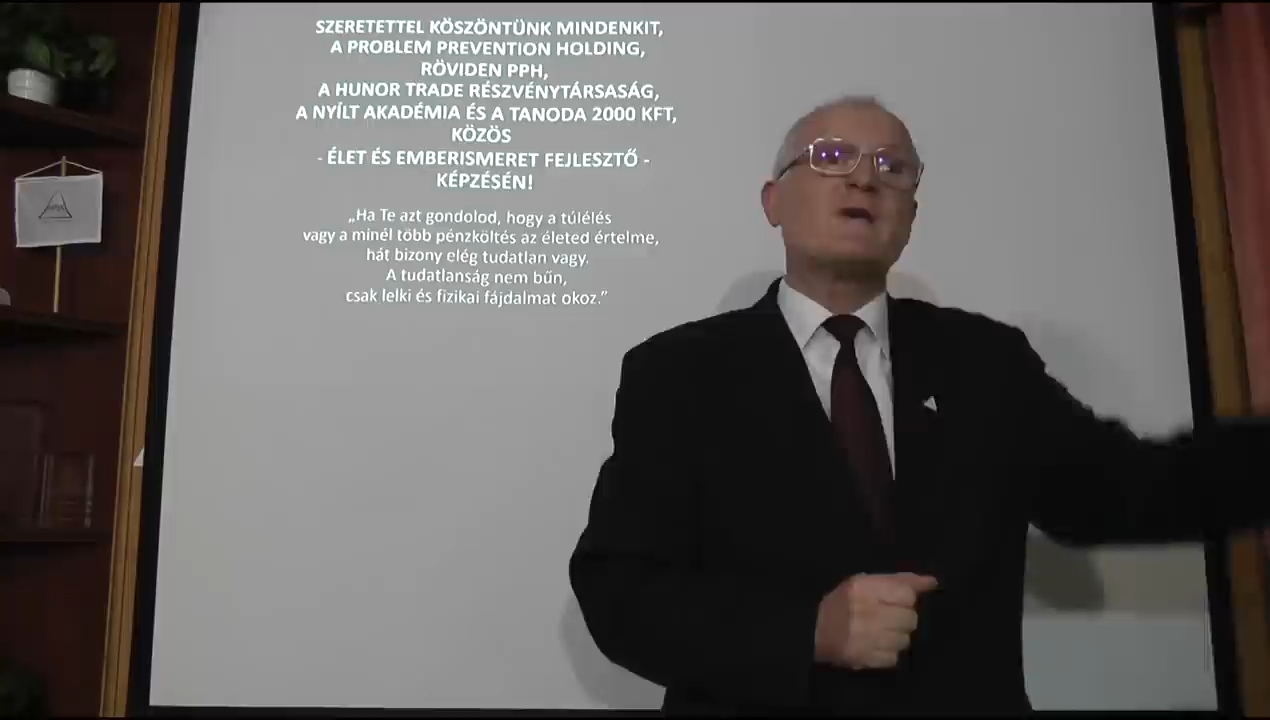 SZERETETTEL KÖSZÖNTÜNK MINDENKIT,
A PROBLEM PREVENTION HOLDING,
RÖVIDEN PPH,
A HUNOR TRADE RÉSZVÉNYTÁRSASÁG,
A NYÍLT AKADÉMIA ÉS A TANODA 2000 KFT,
KÖZÖS
- ÉLET ÉS EMBERISMERET FEJLESZTŐ -
KÉPZÉSÉN!
„Ha Te azt gondolod, hogy a túlélés
vagy a minél több pénzköltés az életed értelme,
hát bizony elég tudatlan vagy.
A tudatlanság nem bűn,
csak lelki és fizikai fájdalmat okoz.”